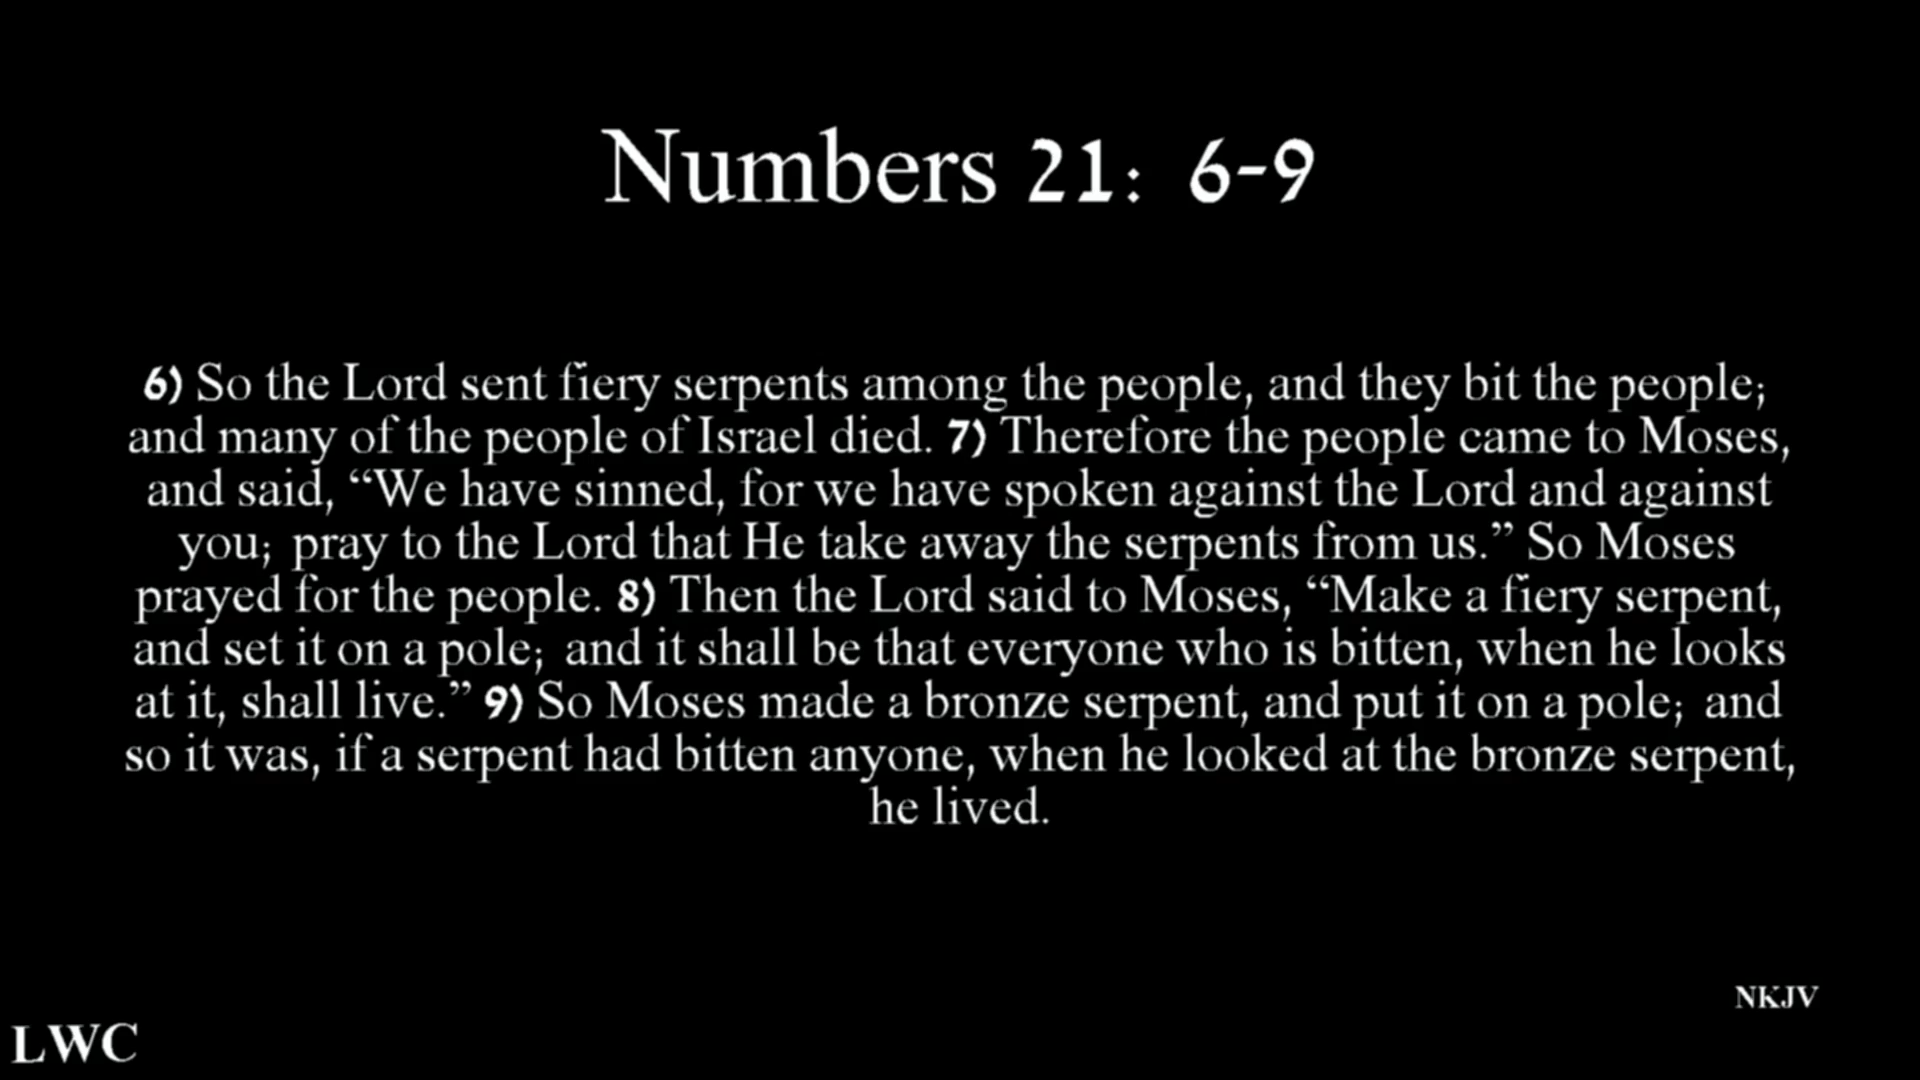 Numbers 21: 6-9
6) So the Lord sent fiery serpents among the people, and they bit the people;
and many of the people of Israel died. 7) Therefore the people came to Moses,
and said, “We have sinned, for we have spoken against the Lord and against
you; pray to the Lord that He take away the serpents from us.” So Moses
prayed for the people. 8) Then the Lord said to Moses, “Make a fiery serpent,
and set it on a pole; and it shall be that everyone who is bitten, when he looks
at it, shall live.” 9) So Moses made a bronze serpent, and put it on a pole; and
so it was, if a serpent had bitten anyone, when he looked at the bronze serpent,
he lived.
NKJV
LWC